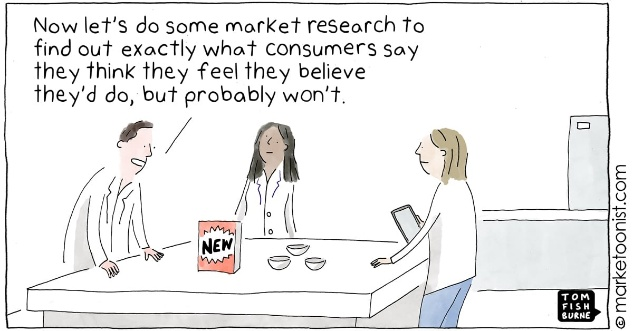 Now let's do some market research to
find out exactly what consumers say
they think they feel they believe
they'd do, but probably won't.
NEW
TOM
FISH
BURNE
© marketoonist.com